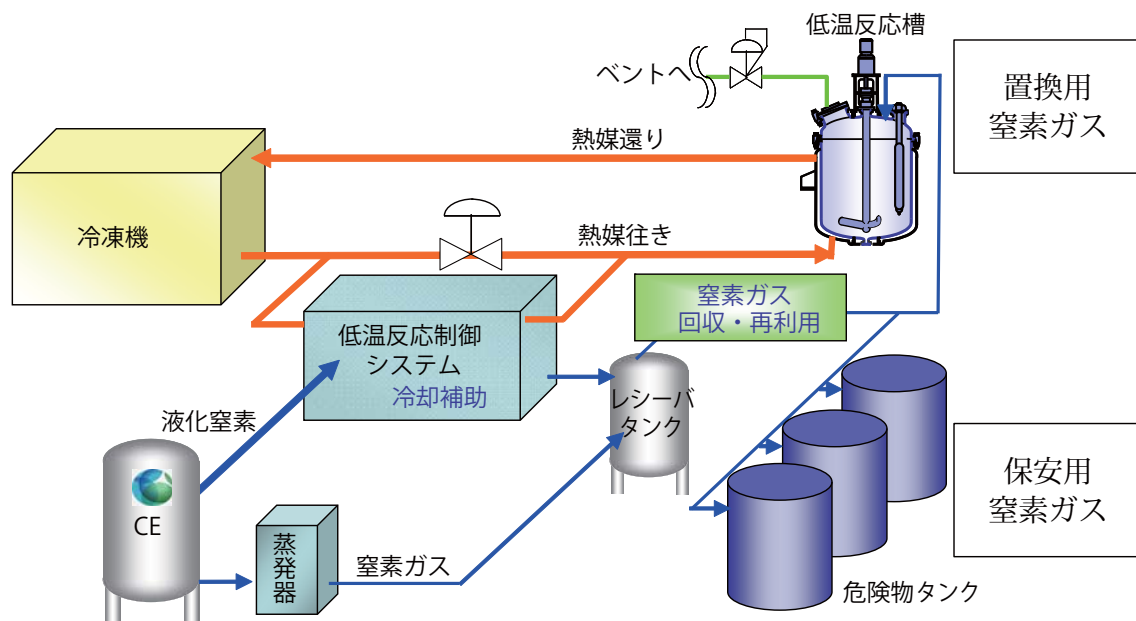 低温反応槽
ベントへ
置換用
窒素ガス
熱媒還り
冷凍機
熱媒往き
窒素ガス
回収・再利用
低温反応制御
システム
冷却補助
レシーバ
タンク
液化窒素
CE
保安用
窒素ガス
蒸発器
窒素ガス
危険物タンク